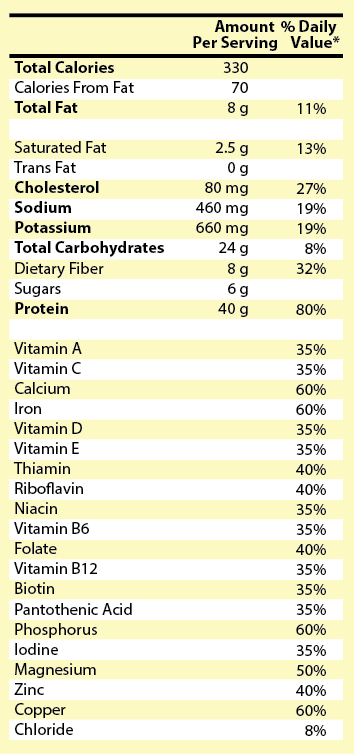 Amount % Daily
Per Serving Value*
Total Calories 330
Calories From Fat 70
Total Fat 8 g 11%
Saturated Fat 2.5 g 13%
Trans Fat 0 g
Cholesterol 80 mg 27%
Sodium 460 mg 19%
Potassium 660 mg 19%
Total Carbohydrates 24 g 8%
Dietary Fiber 8 g 32%
Sugars 6 g
Protein 40 g 80%
Vitamin A 35%
Vitamin C 35%
Calcium 60%
Iron 60%
Vitamin D 35%
Vitamin E 35%
Thiamin 40%
Riboflavin 40%
Niacin 35%
Vitamin B6 35%
Folate 40%
Vitamin B12 35%
Biotin 35%
Pantothenic Acid 35%
Phosphorus 60%
Iodine 35%
Magnesium 50%
Zinc 40%
Copper 60%
Chloride 8%